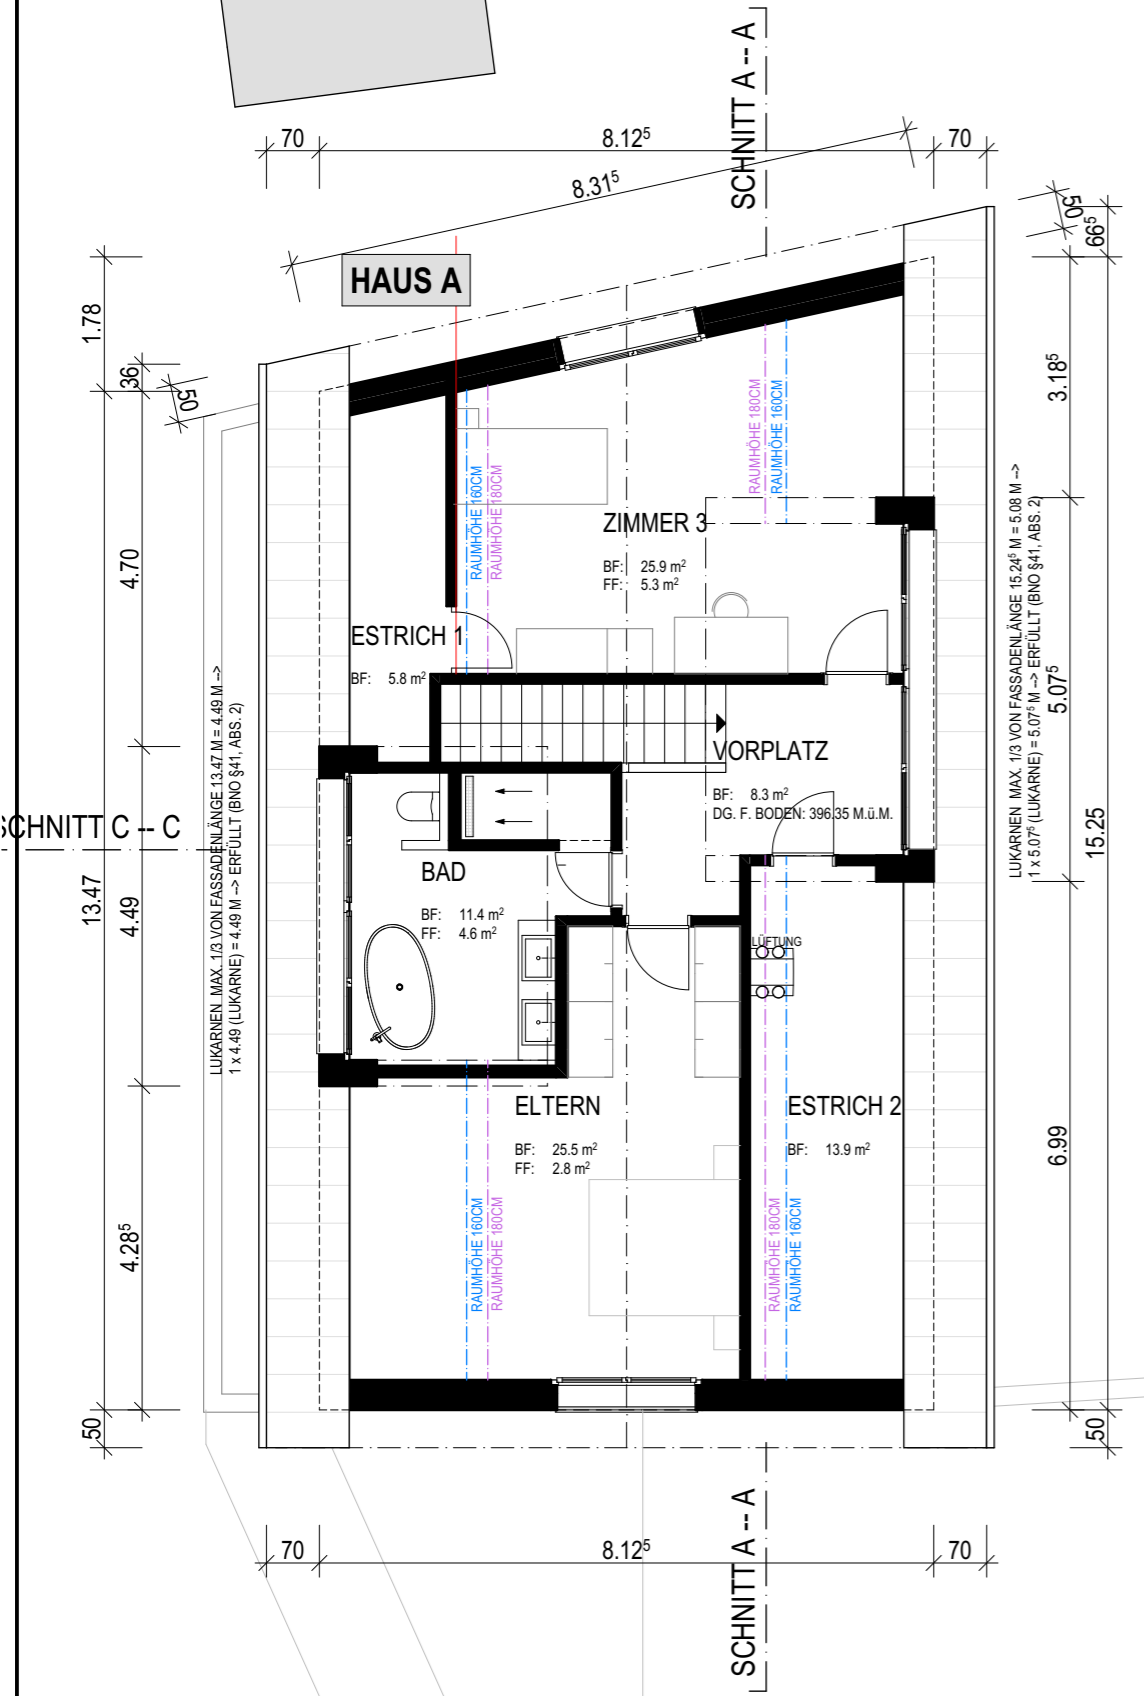 SCHNITT A -- A
70
8.12⁵
70
8.31⁵
50
66⁵
HAUS A
1.78
36
50
3.18⁵
RAUMHÖHE 160CM
RAUMHÖHE 180CM
RAUMHÖHE 180CM
RAUMHÖHE 160CM
ZIMMER 3
BF: 25.9 m²
FF: 5.3 m²
4.70
ESTRICH 1
BF: 5.8 m²
LUKARNEN MAX. 1/3 VON FASSADENLÄNGE 13.47 M = 4.49 M -->
1 x 4.49 (LUKARNE) = 4.49 M --> ERFÜLLT (BNO §41, ABS. 2)
LUKARNEN MAX. 1/3 VON FASSADENLÄNGE 15.24⁵ M = 5.08 M -->
1 x 5.07⁵ (LUKARNE) = 5.07⁵ M --> ERFÜLLT (BNO §41, ABS. 2)
5.07⁵
VORPLATZ
BF: 8.3 m²
DG. F. BODEN: 396.35 M.ü.M.
SCHNITT C -- C
13.47
4.49
15.25
BAD
BF: 11.4 m²
FF: 4.6 m²
LÜFTUNG
ELTERN
BF: 25.5 m²
FF: 2.8 m²
ESTRICH 2
BF: 13.9 m²
6.99
4.28⁵
RAUMHÖHE 160CM
RAUMHÖHE 180CM
RAUMHÖHE 180CM
RAUMHÖHE 160CM
50
50
70
8.12⁵
70
SCHNITT A -- A